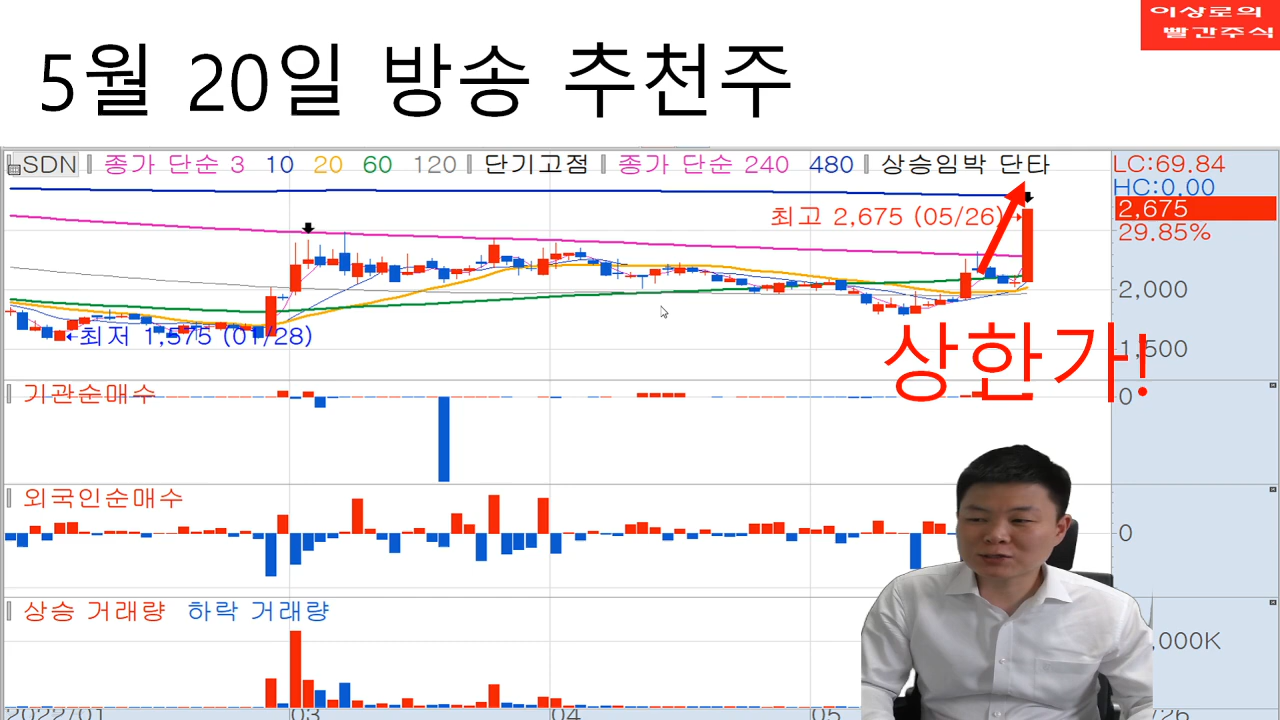 이상로의
빨간주식
5월 20일 방송 추천주
SDN 종가 단순 3 10 20 60 120 단기고점 종가 단순 240 480 상승임박 단타
LC:69.84
HC:0.00
최고 2,675 (05/26)
2,675
29.85%
2,000
최저 1,575 (01/28)
상한가!
1,500
기관순매수
0
외국인순매수
0
상승 거래량 하락 거래량
,000K
2022/01 03 04 05 /26